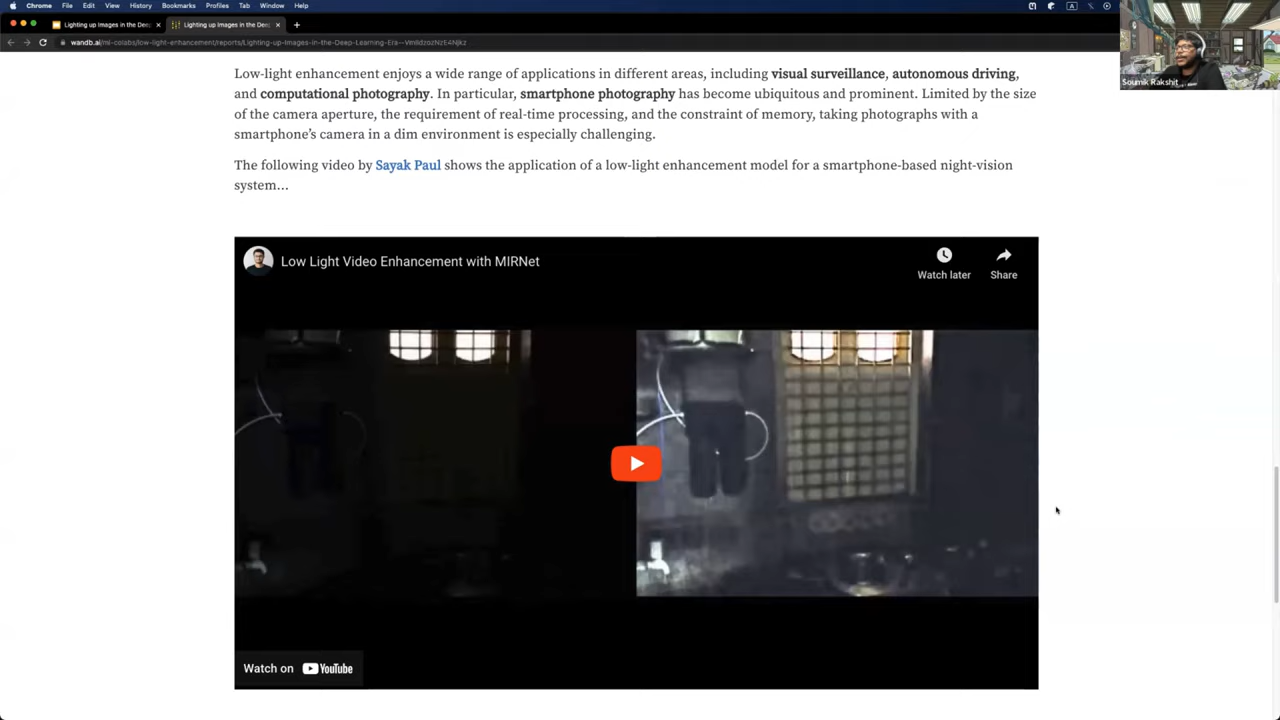 Chrome File Edit View History Bookmarks Profiles Tab Window Help
Lighting up Images in the Dee
Lighting up Images in the Dee
wandb.ai/ml-colabs/low-light-enhancement/reports/Lighting-up-Images-in-the-Deep-Learning-Era--
Soumik Rakshit
Low-light enhancement enjoys a wide range of applications in different areas, including visual surveillance, autonomous driving,
and computational photography. In particular, smartphone photography has become ubiquitous and prominent. Limited by the size
of the camera aperture, the requirement of real-time processing, and the constraint of memory, taking photographs with a
smartphone’s camera in a dim environment is especially challenging.
The following video by Sayak Paul shows the application of a low-light enhancement model for a smartphone-based night-vision
system…
Low Light Video Enhancement with MIRNet
Watch later
Share
Watch on YouTube